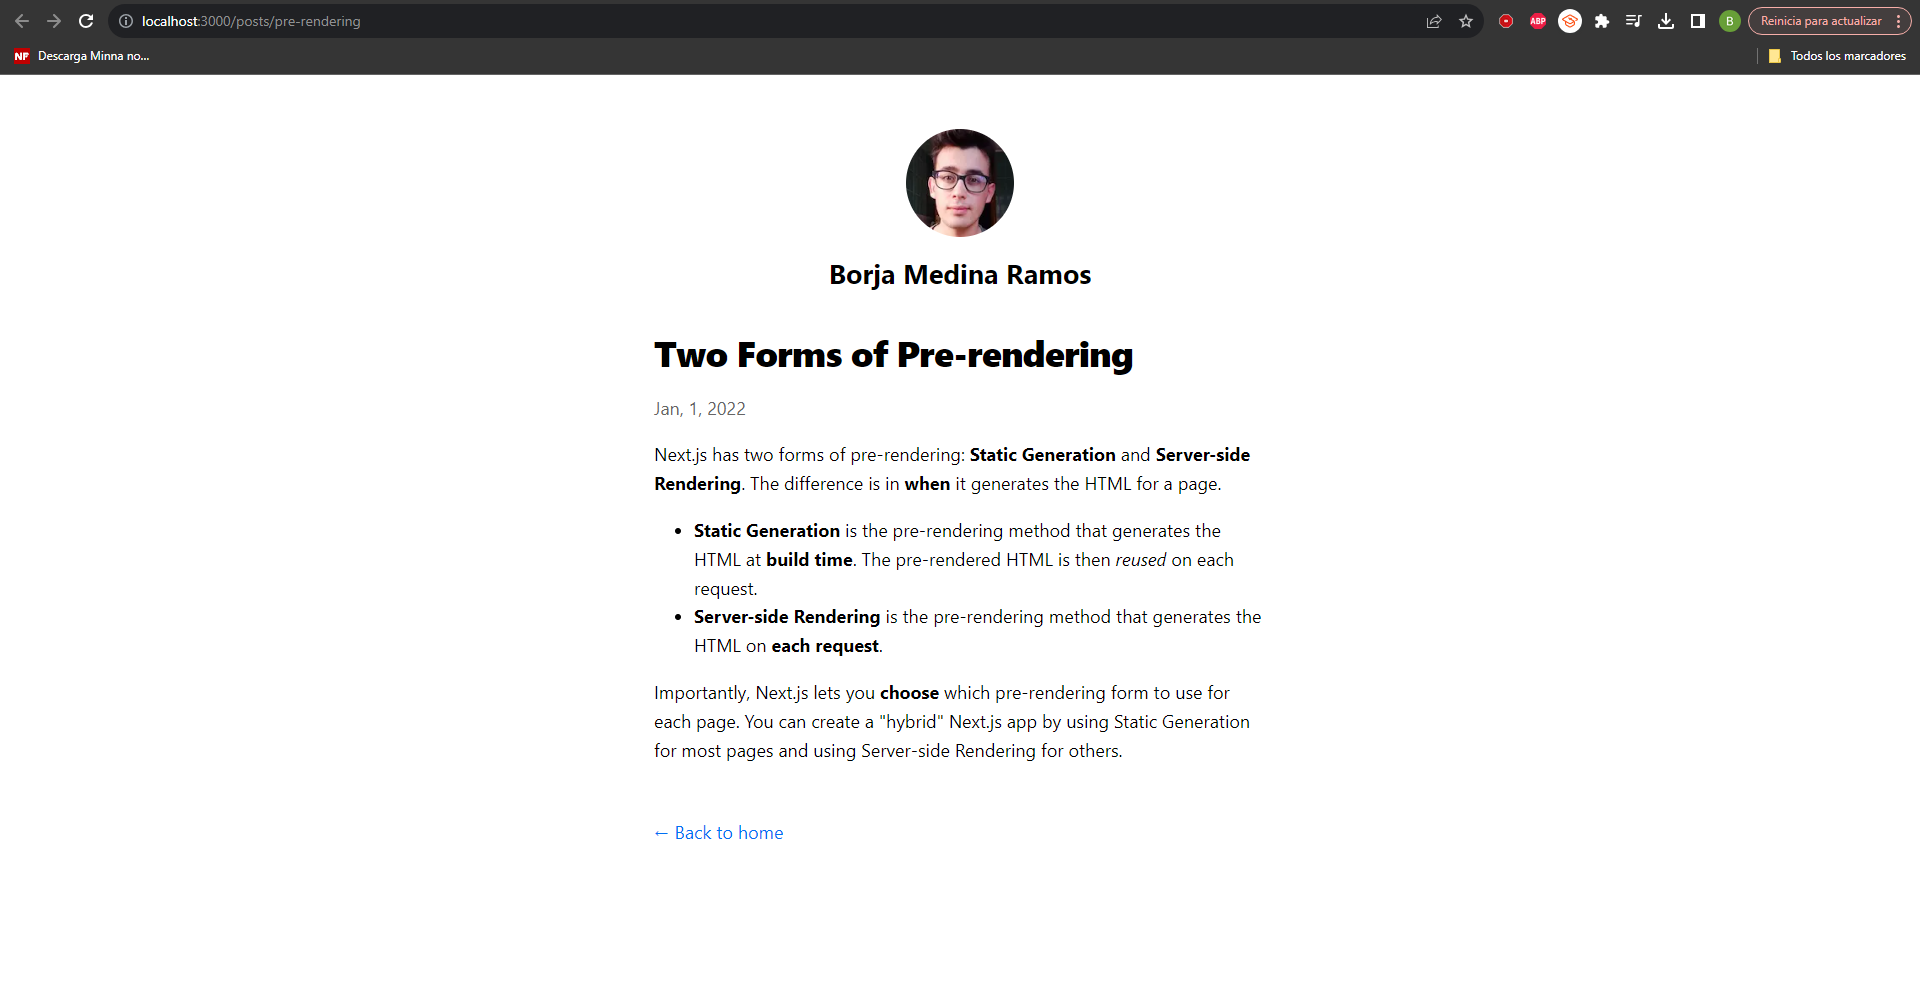 localhost:3000/posts/pre-rendering
ABP
B
Reinicia para actualizar
NF Descarga Minna no...
Todos los marcadores
Borja Medina Ramos
Two Forms of Pre-rendering
Jan, 1, 2022
Next.js has two forms of pre-rendering: Static Generation and Server-side
Rendering. The difference is in when it generates the HTML for a page.
• Static Generation is the pre-rendering method that generates the
HTML at build time. The pre-rendered HTML is then reused on each
request.
• Server-side Rendering is the pre-rendering method that generates the
HTML on each request.
Importantly, Next.js lets you choose which pre-rendering form to use for
each page. You can create a "hybrid" Next.js app by using Static Generation
for most pages and using Server-side Rendering for others.
← Back to home